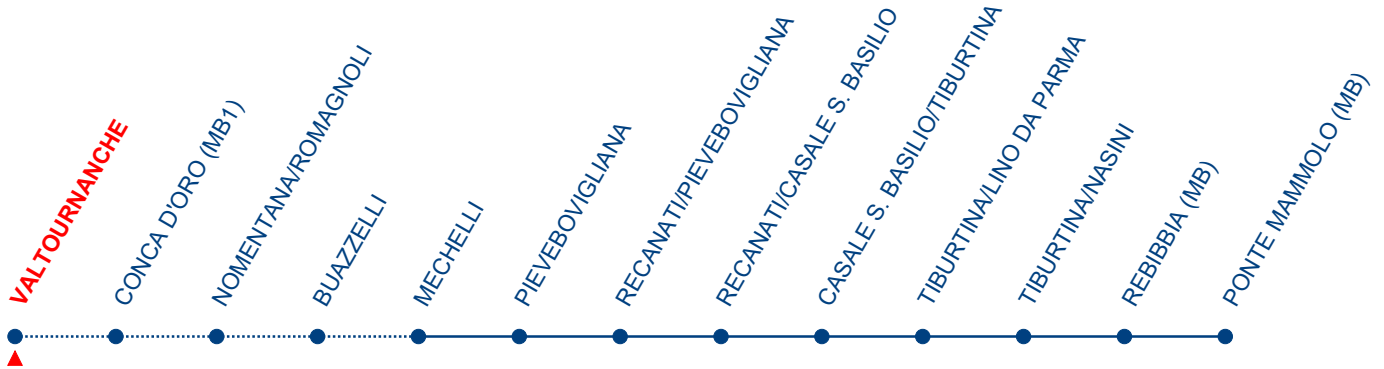 VALTOURNANCHE
CONCA D'ORO (MB1)
NOMENTANA/ROMAGNOLI
BUAZZELLI
MECHELLI
PIEVEBOVIGLIANA
RECANATI/PIEVEBOVIGLIANA
RECANATI/CASALE S. BASILIO
CASALE S. BASILIO/TIBURTINA
TIBURTINA/LINO DA PARMA
TIBURTINA/NASINI
REBIBBIA (MB)
PONTE MAMMOLO (MB)